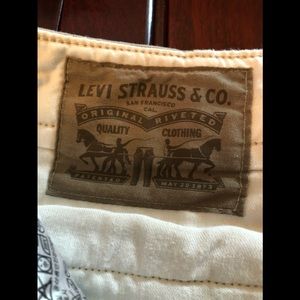 LEVI STRAUSS & CO.
SAN FRANCISCO
CAL.
ORIGINAL RIVETED
QUALITY CLOTHING
PATENTED MAY 20 1873